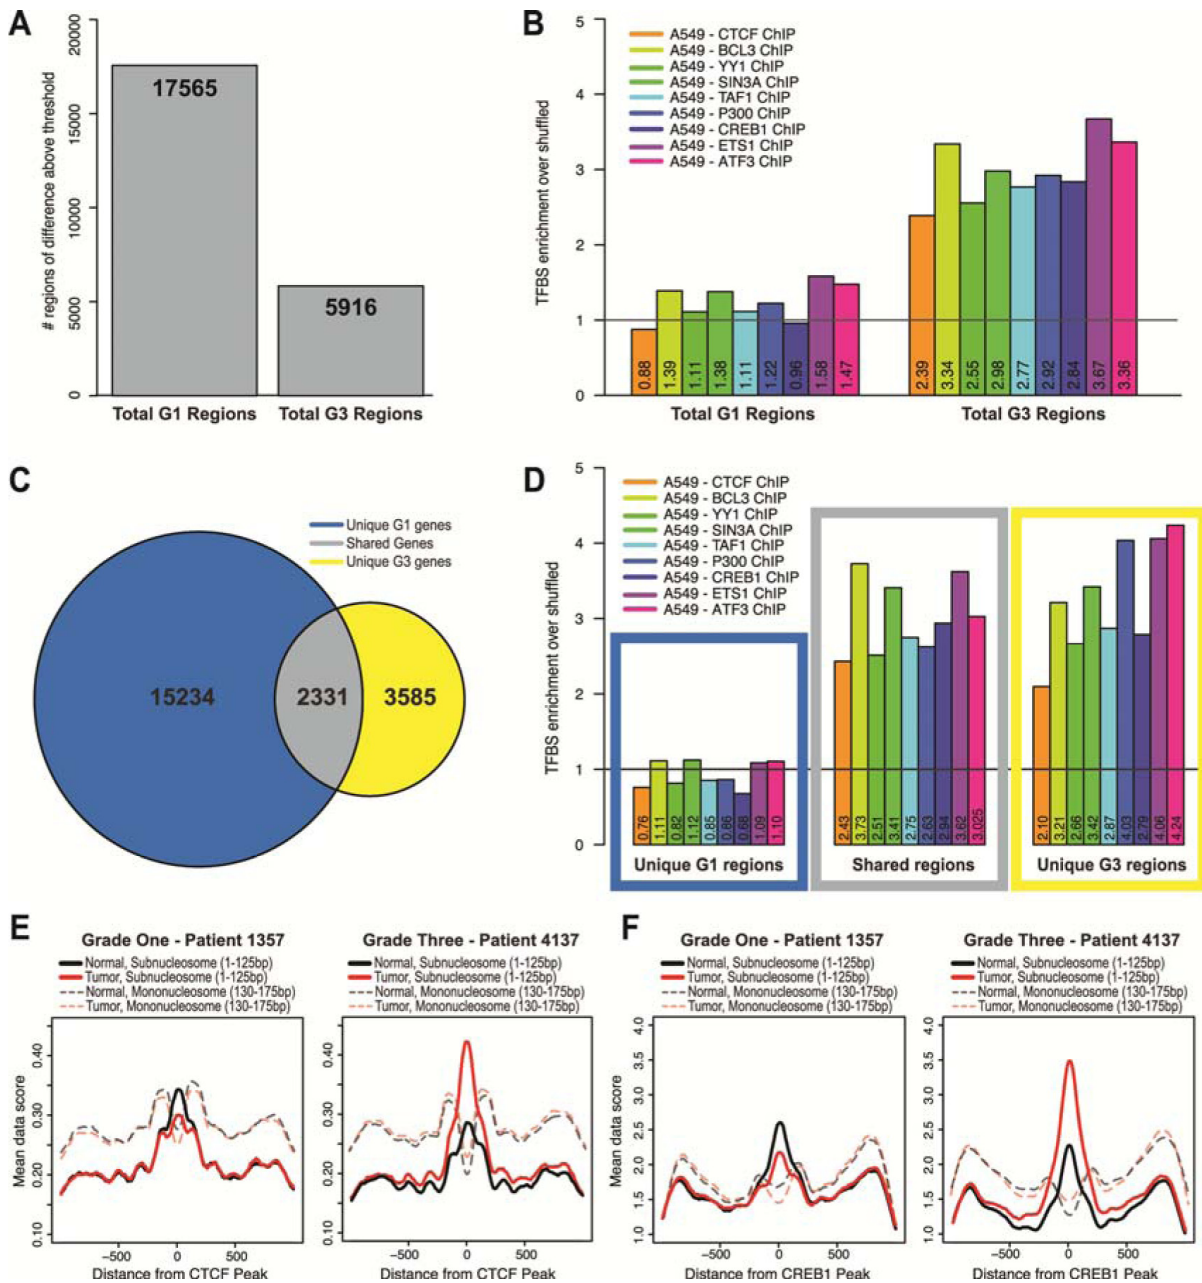 A
# regions of difference above threshold
20000
15000
10000
5000
0
17565
5916
Total G1 Regions
Total G3 Regions
B
TFBS enrichment over shuffled
5
4
3
2
1
0
A549 - CTCF ChIP
A549 - BCL3 ChIP
A549 - YY1 ChIP
A549 - SIN3A ChIP
A549 - TAF1 ChIP
A549 - P300 ChIP
A549 - CREB1 ChIP
A549 - ETS1 ChIP
A549 - ATF3 ChIP
0.88
1.39
1.11
1.38
1.11
1.22
0.96
1.58
1.47
2.39
3.34
2.55
2.98
2.77
2.92
2.84
3.67
3.36
Total G1 Regions
Total G3 Regions
C
Unique G1 genes
Shared Genes
Unique G3 genes
15234
2331
3585
D
TFBS enrichment over shuffled
5
4
3
2
1
0
A549 - CTCF ChIP
A549 - BCL3 ChIP
A549 - YY1 ChIP
A549 - SIN3A ChIP
A549 - TAF1 ChIP
A549 - P300 ChIP
A549 - CREB1 ChIP
A549 - ETS1 ChIP
A549 - ATF3 ChIP
0.76
1.11
0.82
1.12
0.85
0.86
0.68
1.09
1.10
2.43
3.73
2.51
3.41
2.75
2.63
2.94
3.62
3.025
2.10
3.21
2.66
3.42
2.87
4.03
2.79
4.06
4.24
Unique G1 regions
Shared regions
Unique G3 regions
E
Grade One - Patient 1357
Normal, Subnucleosome (1-125bp)
Tumor, Subnucleosome (1-125bp)
Normal, Mononucleosome (130-175bp)
Tumor, Mononucleosome (130-175bp)
Mean data score
0.40
0.30
0.20
0.10
-500
0
500
Distance from CTCF Peak
Grade Three - Patient 4137
Normal, Subnucleosome (1-125bp)
Tumor, Subnucleosome (1-125bp)
Normal, Mononucleosome (130-175bp)
Tumor, Mononucleosome (130-175bp)
0.40
0.30
0.20
0.10
-500
0
500
Distance from CTCF Peak
F
Grade One - Patient 1357
Normal, Subnucleosome (1-125bp)
Tumor, Subnucleosome (1-125bp)
Normal, Mononucleosome (130-175bp)
Tumor, Mononucleosome (130-175bp)
Mean data score
4.0
3.5
3.0
2.5
2.0
1.5
1.0
-500
0
500
Distance from CREB1 Peak
Grade Three - Patient 4137
Normal, Subnucleosome (1-125bp)
Tumor, Subnucleosome (1-125bp)
Normal, Mononucleosome (130-175bp)
Tumor, Mononucleosome (130-175bp)
4.0
3.5
3.0
2.5
2.0
1.5
1.0
-500
0
500
Distance from CREB1 Peak